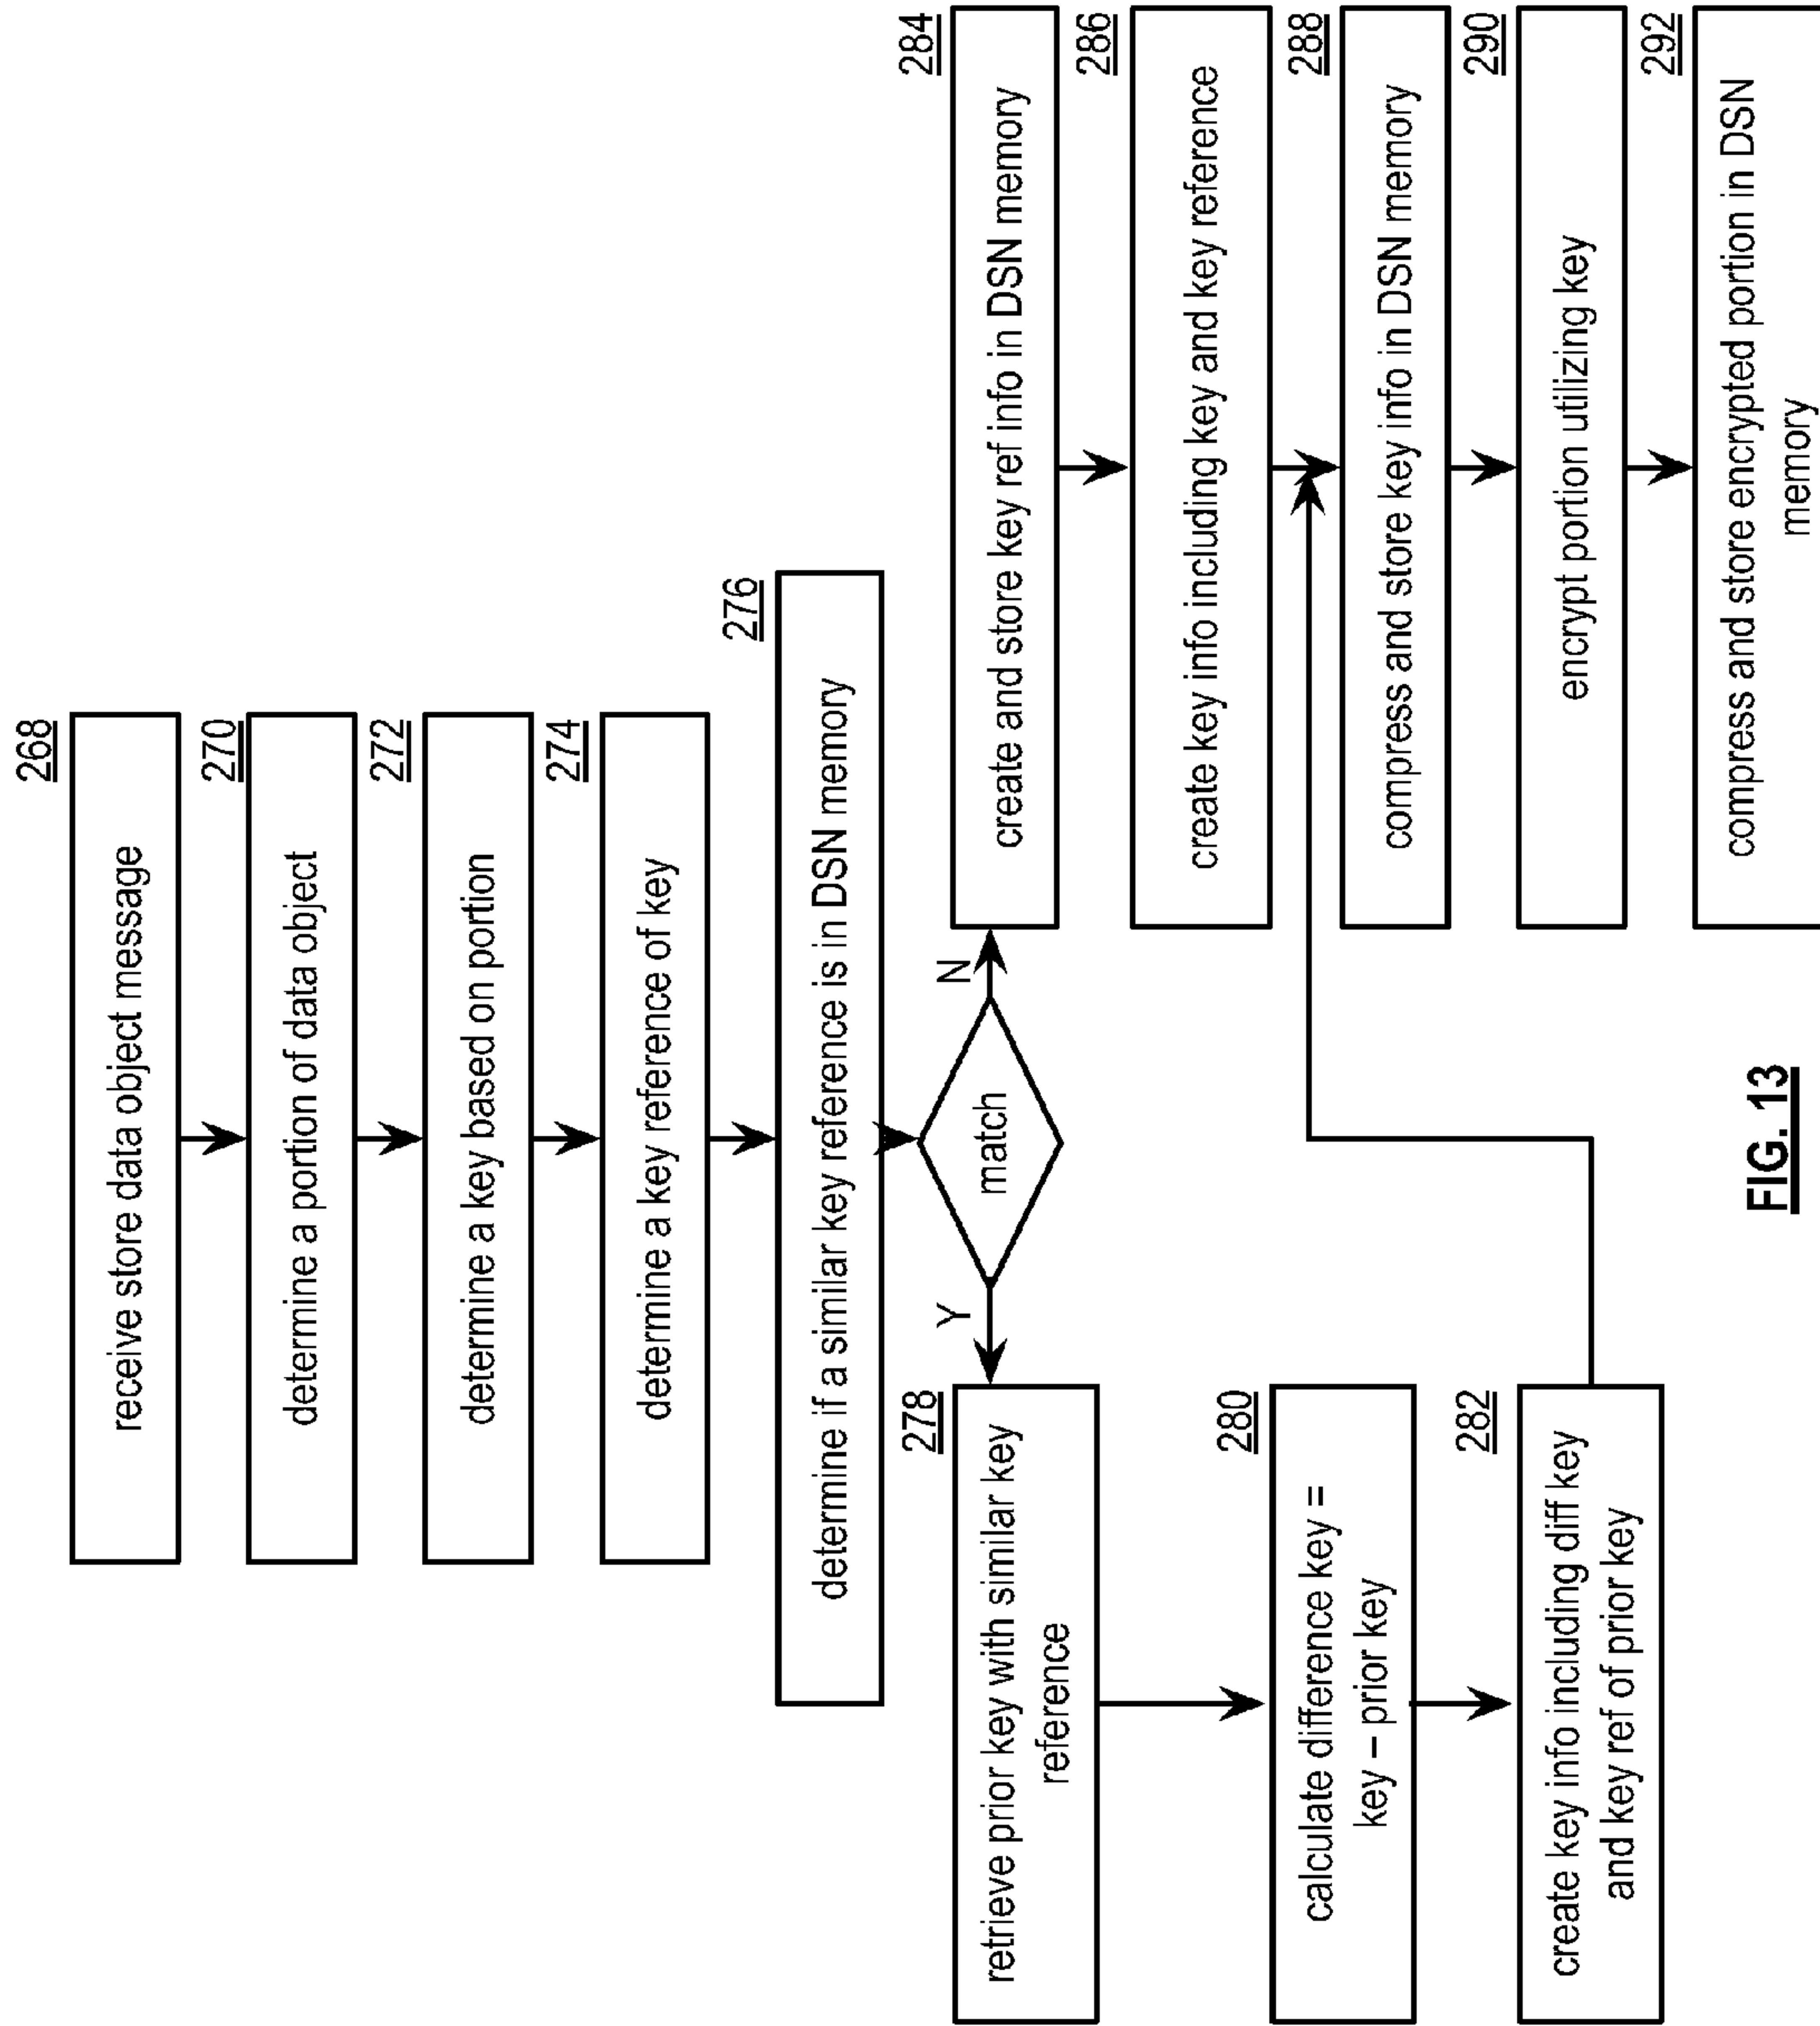 268
receive store data object message
270
determine a portion of data object
272
determine a key based on portion
274
determine a key reference of key
276
determine if a similar key reference is in DSN memory
match
Y
N
278
retrieve prior key with similar key
reference
280
calculate difference key =
key – prior key
282
create key info including diff key
and key ref of prior key
284
create and store key ref info in DSN memory
286
create key info including key and key reference
288
compress and store key info in DSN memory
290
encrypt portion utilizing key
292
compress and store encrypted portion in DSN
memory
FIG. 13